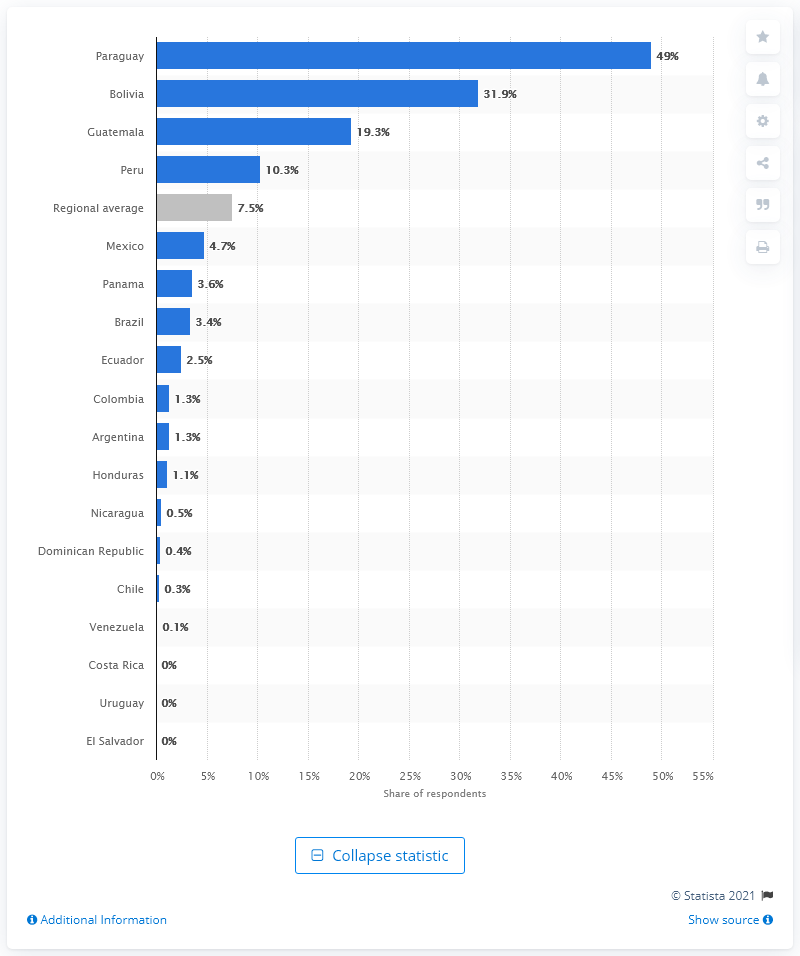 Paraguay 49%
Bolivia 31.9%
Guatemala 19.3%
Peru 10.3%
Regional average 7.5%
Mexico 4.7%
Panama 3.6%
Brazil 3.4%
Ecuador 2.5%
Colombia 1.3%
Argentina 1.3%
Honduras 1.1%
Nicaragua 0.5%
Dominican Republic 0.4%
Chile 0.3%
Venezuela 0.1%
Costa Rica 0%
Uruguay 0%
El Salvador 0%
0% 5% 10% 15% 20% 25% 30% 35% 40% 45% 50% 55%
Share of respondents
Collapse statistic
© Statista 2021
Additional Information Show source